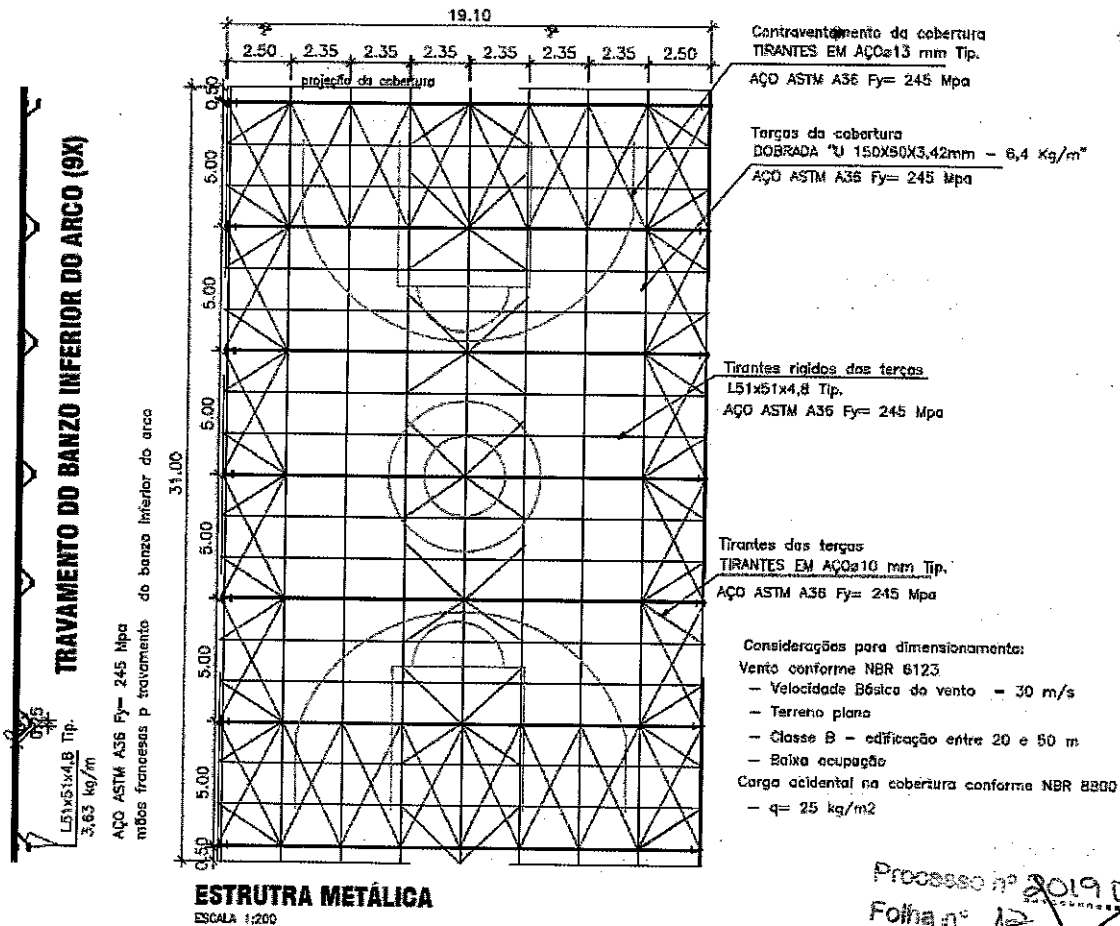 19.10
2.50 2.35 2.35 2.35 2.35 2.35 2.35 2.50
projeção da cobertura
0.50
5.00
5.00
5.00
5.00
5.00
5.00
0.50
31.00
Contraventamento da cobertura
TIRANTES EM AÇOø13 mm Tip.
AÇO ASTM A36 Fy= 245 Mpa
Terças da cobertura
DOBRADA "U 150X60X3,42mm - 6,4 Kg/m"
AÇO ASTM A36 Fy= 245 Mpa
Tirantes rigidos das terças
L51x51x4,8 Tip.
AÇO ASTM A36 Fy= 245 Mpa
Tirantes das terças
TIRANTES EM AÇOø10 mm Tip.
AÇO ASTM A36 Fy= 245 Mpa
Considerações para dimensionamento:
Vento conforme NBR 6123
- Velocidade Básica do vento = 30 m/s
- Terreno plano
- Classe B - edificação entre 20 e 50 m
- Baixa ocupação
Carga acidental na cobertura conforme NBR 8800
- q= 25 kg/m2
TRAVAMENTO DO BANZO INFERIOR DO ARCO (9X)
L51x51x4,8 Tip.
3,63 kg/m
AÇO ASTM A36 Fy= 245 Mpa
mãos francesas p travamento do banzo inferior do arco
ESTRUTRA METÁLICA
ESCALA 1:200
Processo nº 2019
Folha nº 12